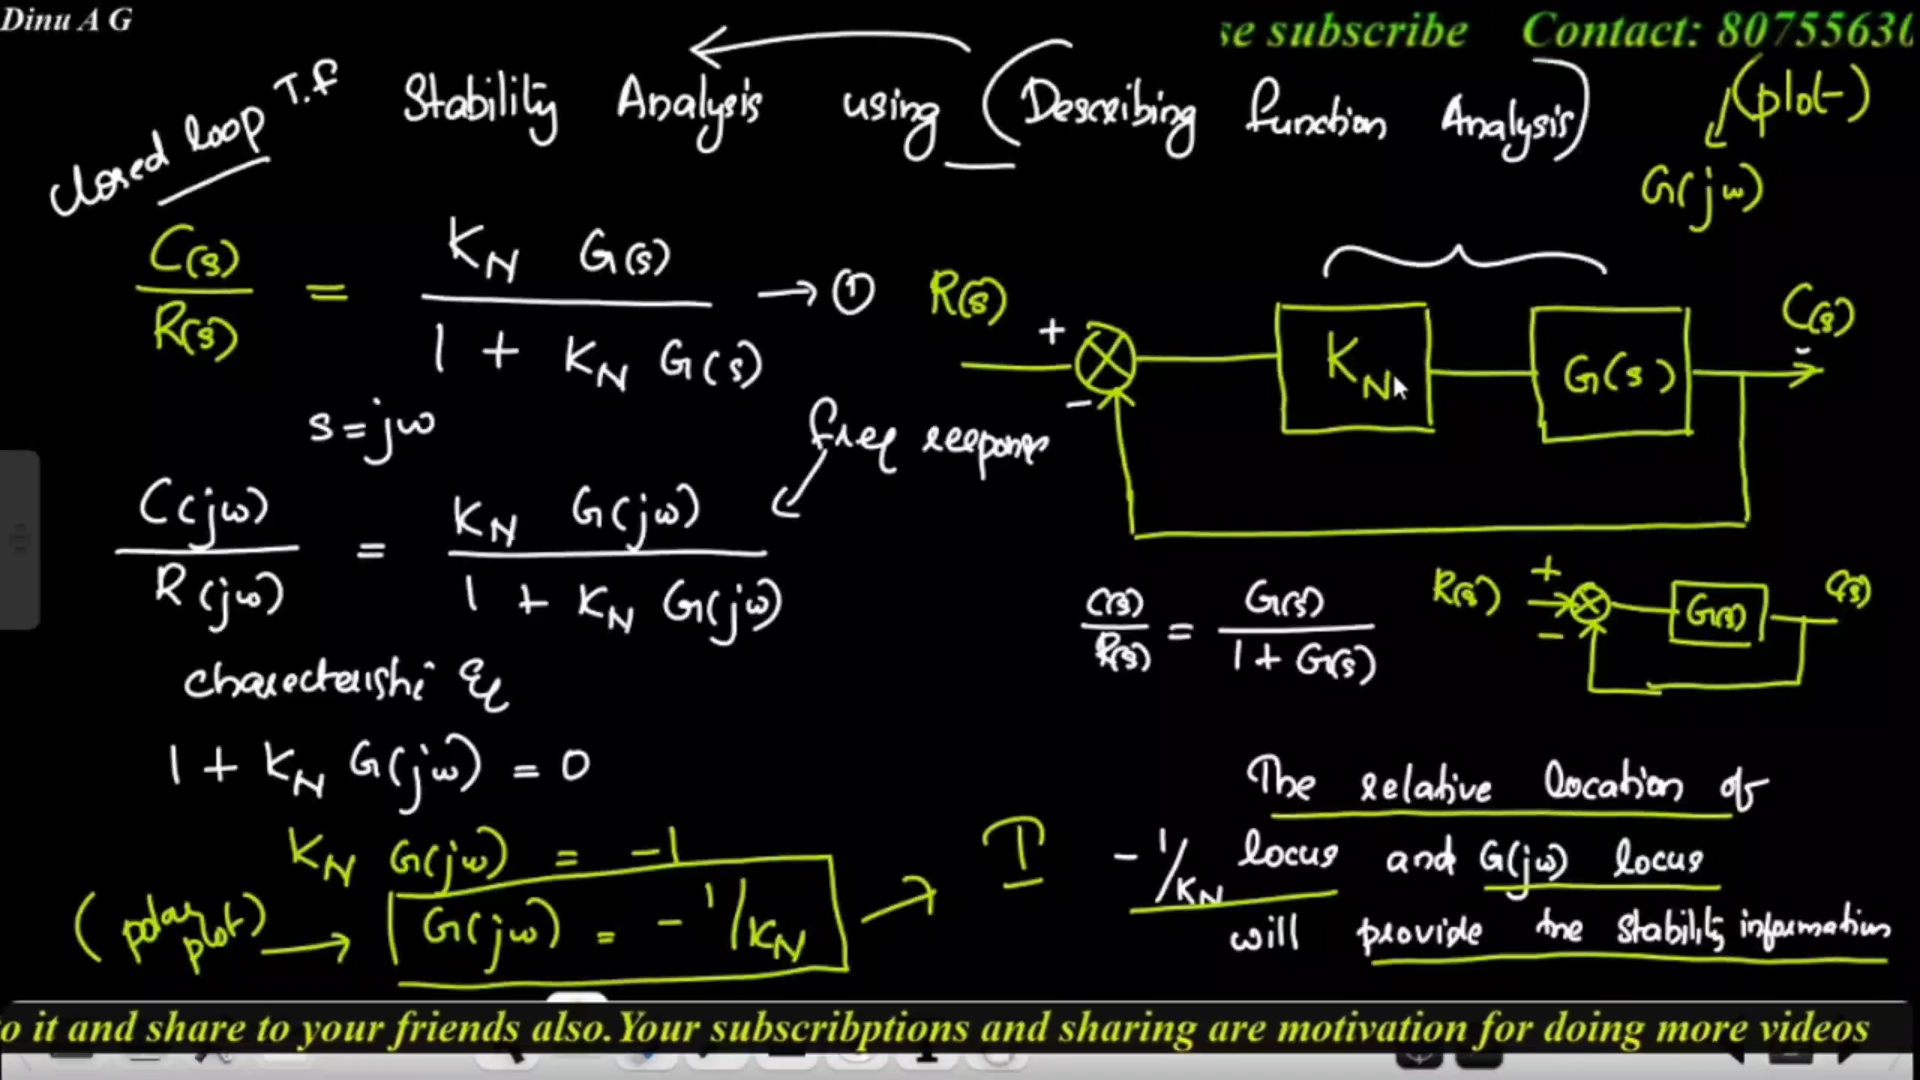 Dinu A G
se subscribe Contact: 80755630
closed loop T.f
Stability Analysis using (Describing function Analysis)
(plot)
G(jω)
C(s)/R(s) = K_N G(s) / 1 + K_N G(s) → ①
R(s) + − K_N G(s) C(s)
s = jω
freq response
C(jω)/R(jω) = K_N G(jω) / 1 + K_N G(jω)
C(s)/R(s) = G(s) / 1 + G(s)
R(s) + − G(s) C(s)
1 + K_N G(jω) = 0
K_N G(jω) = -1
(polar plot) → G(jω) = - 1/K_N → I
The relative location of
- 1/K_N locus and G(jω) locus
will provide the stability information
o it and share to your friends also.Your subscribptions and sharing are motivation for doing more videos